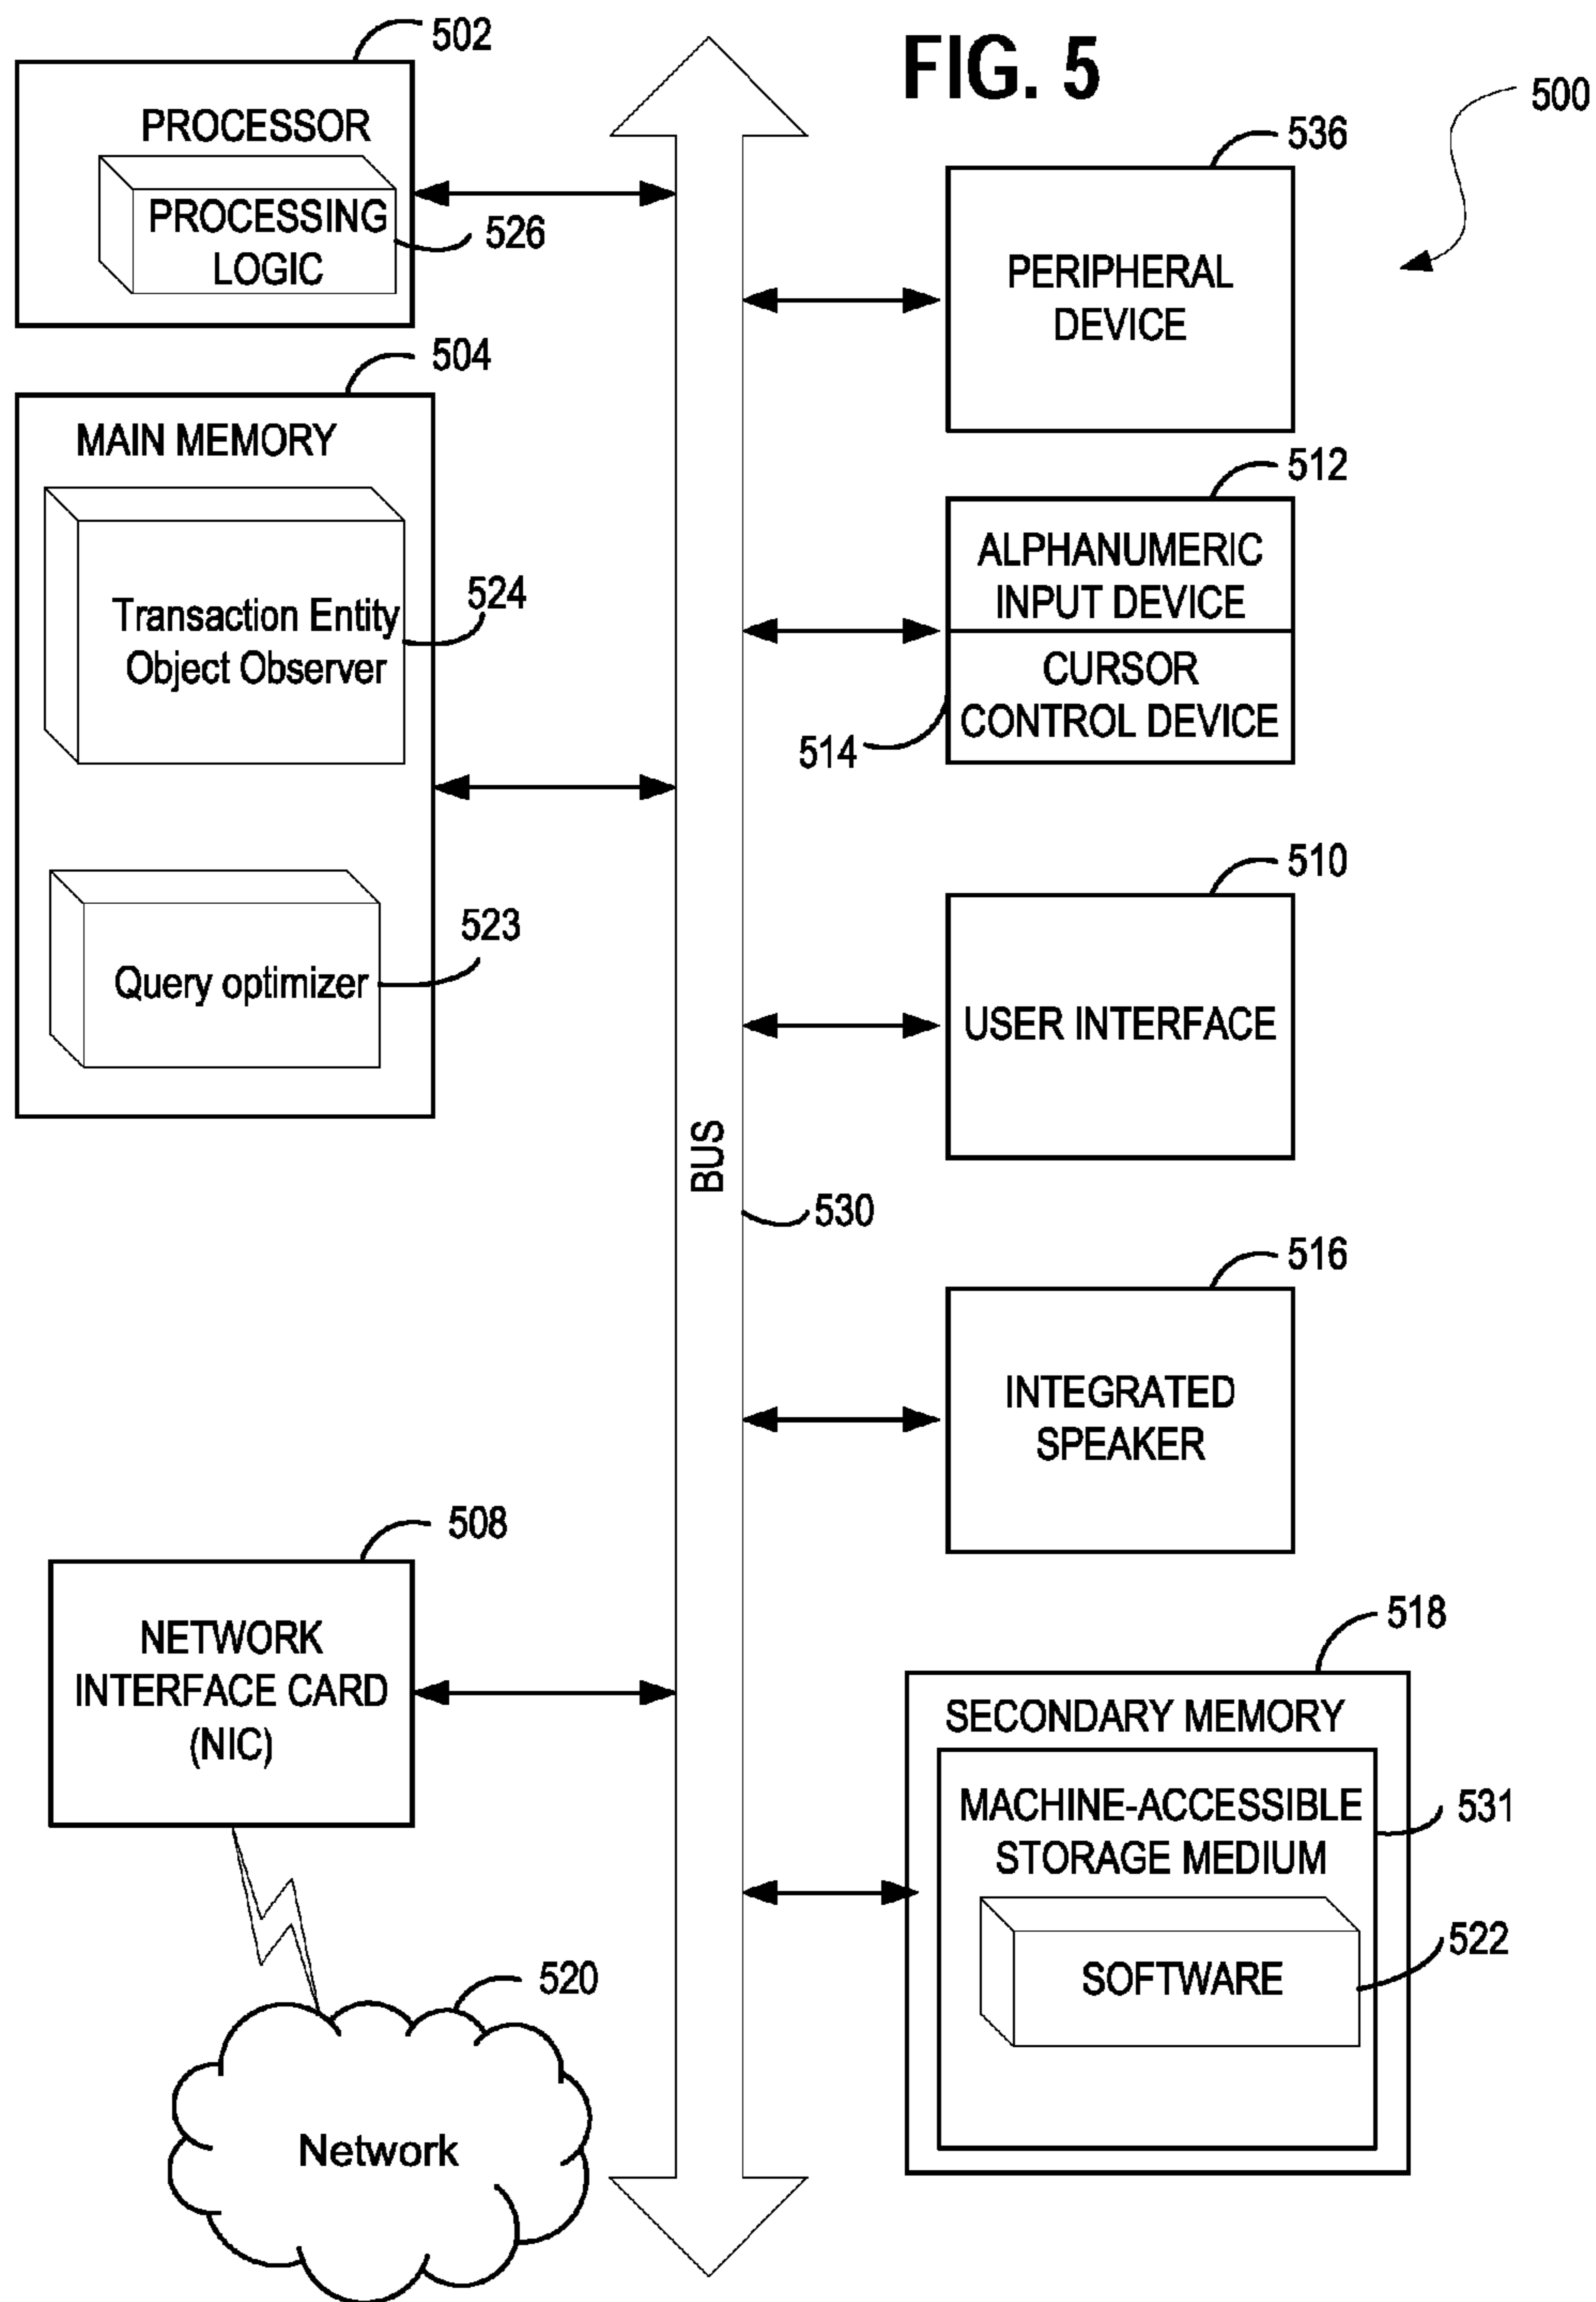 FIG. 5
500
502
PROCESSOR
PROCESSING
LOGIC
526
504
MAIN MEMORY
Transaction Entity
Object Observer
524
Query optimizer
523
BUS
530
536
PERIPHERAL
DEVICE
512
ALPHANUMERIC
INPUT DEVICE
CURSOR
CONTROL DEVICE
514
510
USER INTERFACE
516
INTEGRATED
SPEAKER
508
NETWORK
INTERFACE CARD
(NIC)
520
Network
518
SECONDARY MEMORY
MACHINE-ACCESSIBLE
STORAGE MEDIUM
531
SOFTWARE
522